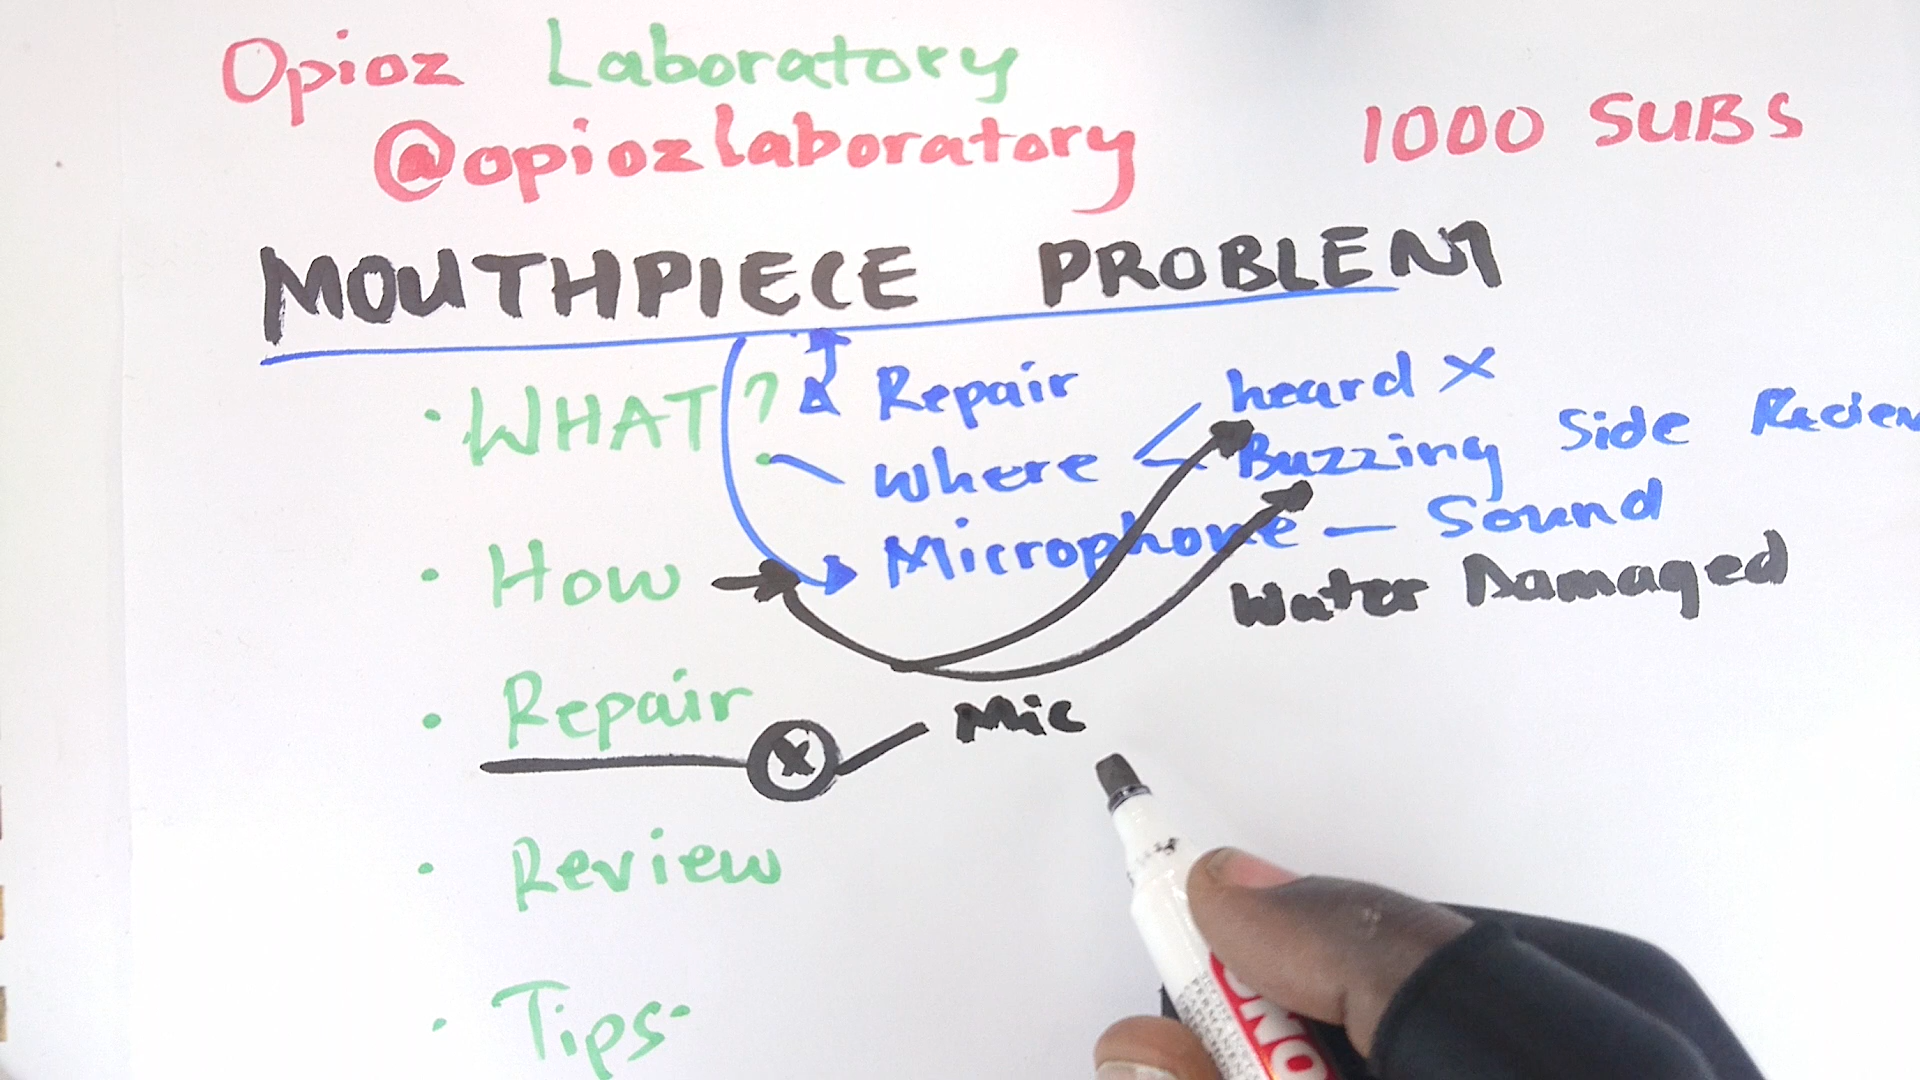 Opioz Laboratory
@opiozlaboratory
1000 SUBS
MOUTHPIECE PROBLEM
• WHAT?
Repair
Where < heard X
Buzzing Side
Microphone — Sound
Water Damaged
• How
• Repair
X Mic
• Review
• Tips